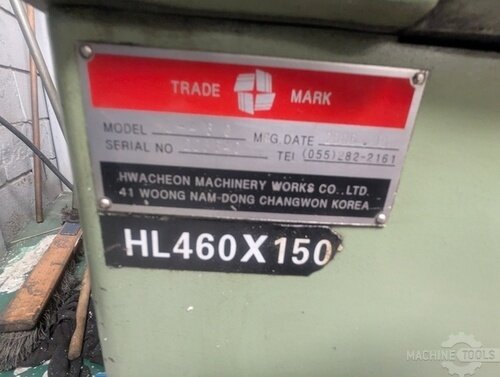 TRADE MARK
MODEL MFG.DATE
SERIAL NO TEl (055)282-2161
HWACHEON MACHINERY WORKS CO.,LTD.
41 WOONG NAM-DONG CHANGWON KOREA
HL460X150
MACHINE TOOLS